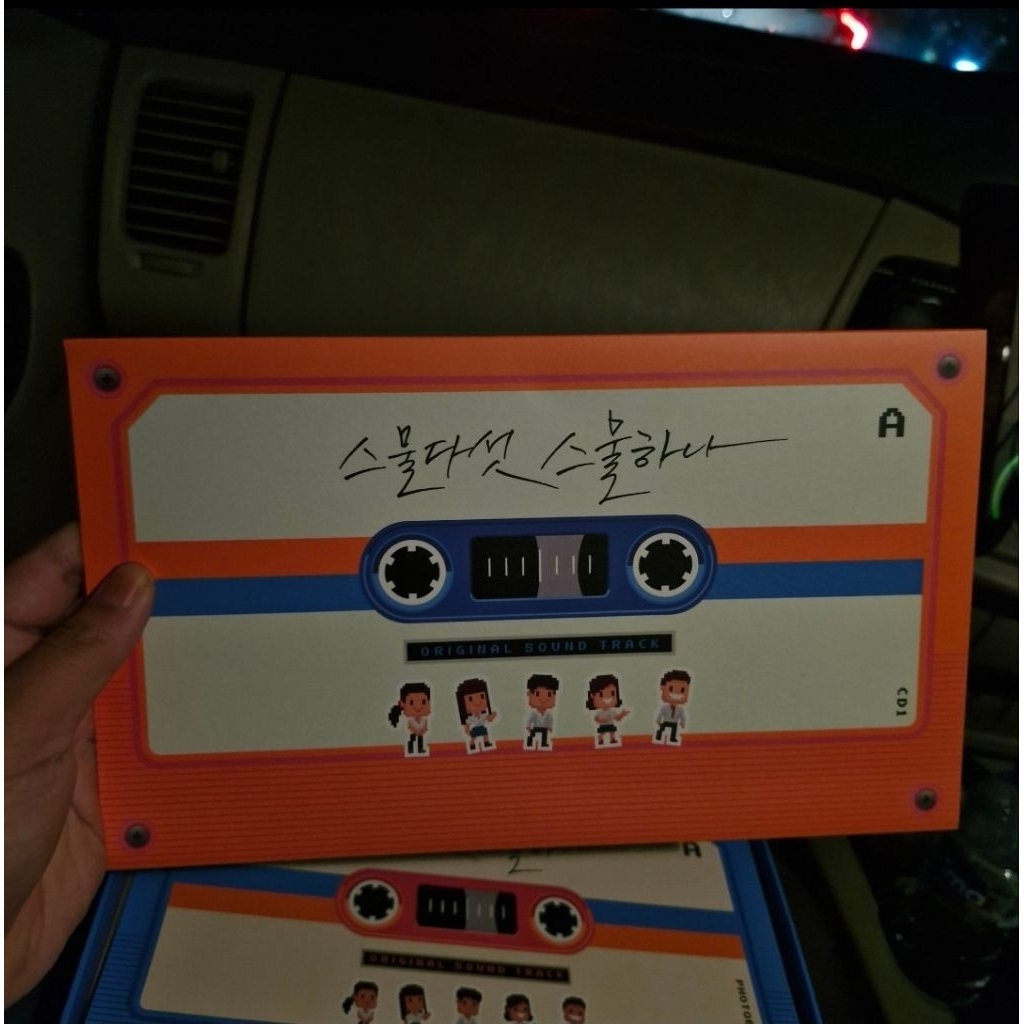 A
스물다섯 스물하나
ORIGINAL SOUND TRACK
CD1
A
ORIGINAL SOUND TRACK